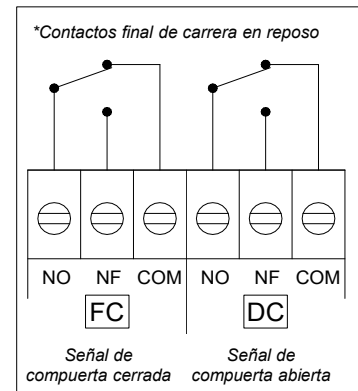 *Contactos final de carrera en reposo
NO NF COM NO NF COM
FC DC
Señal de compuerta cerrada
Señal de compuerta abierta